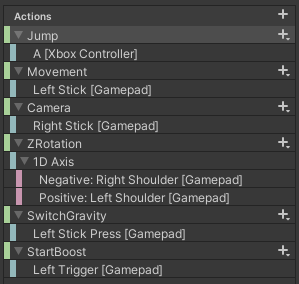 Actions
Jump
A [Xbox Controller]
Movement
Left Stick [Gamepad]
Camera
Right Stick [Gamepad]
ZRotation
1D Axis
Negative: Right Shoulder [Gamepad]
Positive: Left Shoulder [Gamepad]
SwitchGravity
Left Stick Press [Gamepad]
StartBoost
Left Trigger [Gamepad]